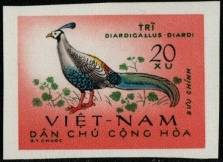 TRĨ
DIARDIGALLUS · DIARDI
20
XU
BƯU CHÍNH
VIỆT-NAM
DÂN CHỦ CỘNG HÒA